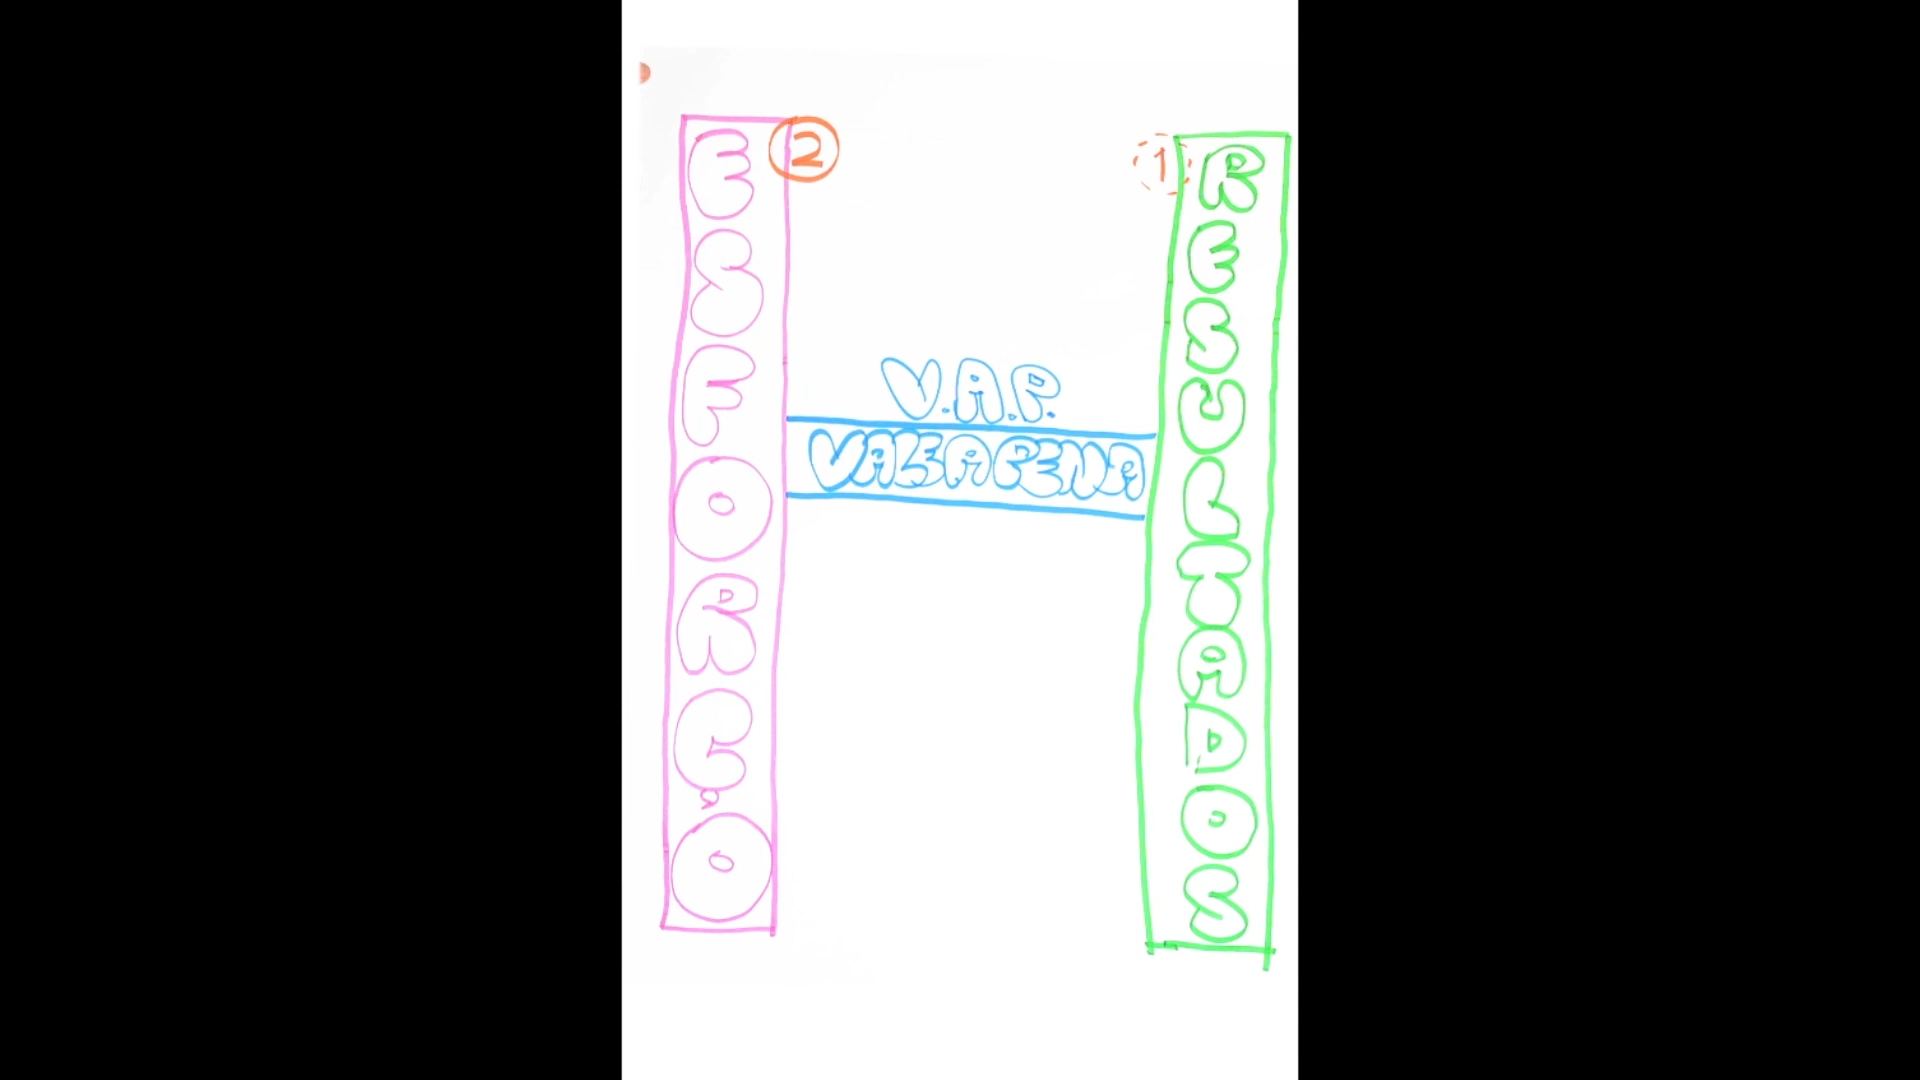 ESFORÇO
2
V.A.P.
VALE A PENA
1
RESULTADOS